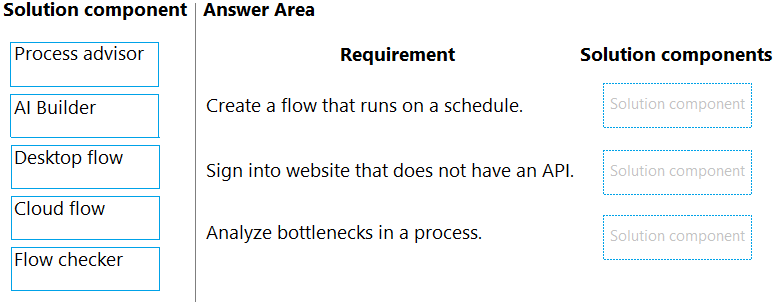 Solution component
Answer Area
Process advisor
AI Builder
Desktop flow
Cloud flow
Flow checker
Requirement
Solution components
Create a flow that runs on a schedule.
Solution component
Sign into website that does not have an API.
Solution component
Analyze bottlenecks in a process.
Solution component